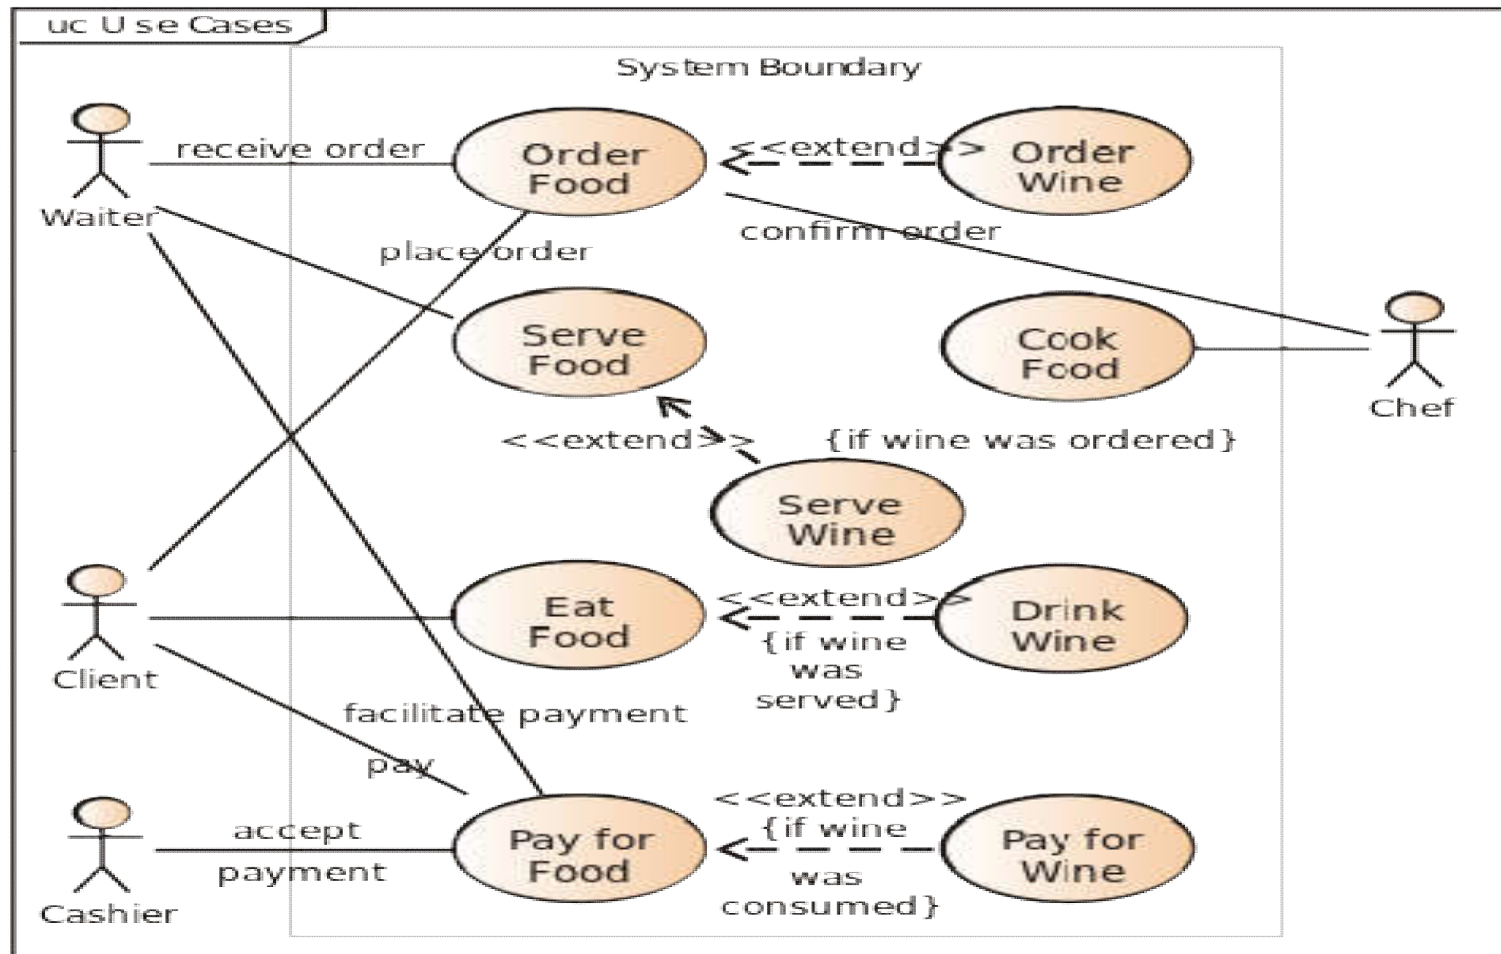 uc Use Cases
System Boundary
receive order
Order
Food
<<extend>>
Order
Wine
Waiter
place order
confirm order
Serve
Food
Cook
Food
Chef
<<extend>>
{if wine was ordered}
Serve
Wine
Eat
Food
<<extend>>
{if wine
was
served}
Drink
Wine
Client
facilitate payment
pay
accept
payment
Cashier
Pay for
Food
<<extend>>
{if wine
was
consumed}
Pay for
Wine